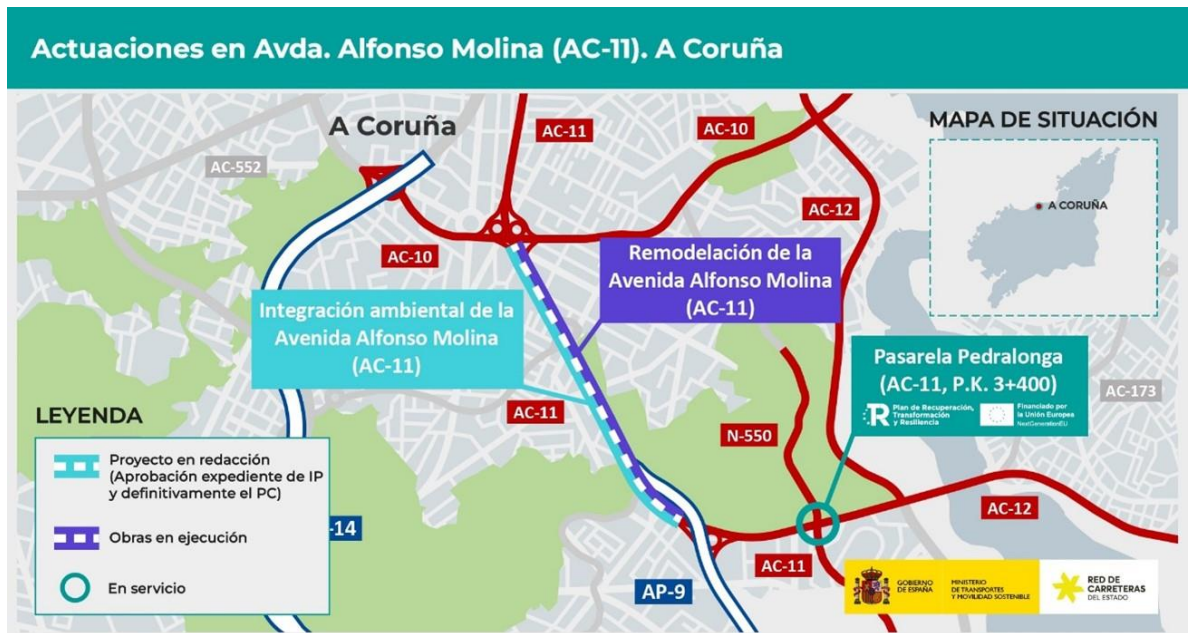 Actuaciones en Avda. Alfonso Molina (AC-11). A Coruña
A Coruña
AC-11
AC-10
MAPA DE SITUACIÓN
AC-552
A CORUÑA
AC-12
AC-10
Remodelación de la
Avenida Alfonso Molina
(AC-11)
Integración ambiental de la
Avenida Alfonso Molina
(AC-11)
Pasarela Pedralonga
(AC-11, P.K. 3+400)
Plan de Recuperación,
Transformación
y Resiliencia
Financiado por
la Unión Europea
NextGenerationEU
AC-173
AC-11
N-550
LEYENDA
Proyecto en redacción
(Aprobación expediente de IP
y definitivamente el PC)
Obras en ejecución
En servicio
-14
AC-12
AC-11
AP-9
GOBIERNO
DE ESPAÑA
MINISTERIO
DE TRANSPORTES
Y MOVILIDAD SOSTENIBLE
RED DE
CARRETERAS
DEL ESTADO